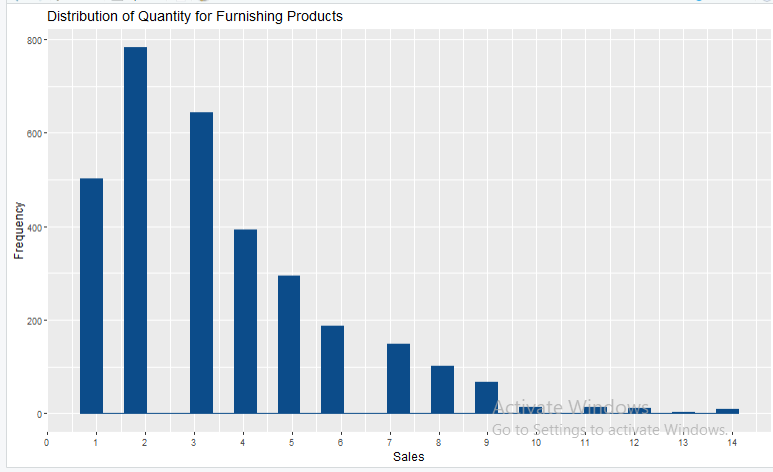 Distribution of Quantity for Furnishing Products
800
600
400
200
0
Frequency
0 1 2 3 4 5 6 7 8 9 10 11 12 13 14
Sales
Activate Windows
Go to Settings to activate Windows.